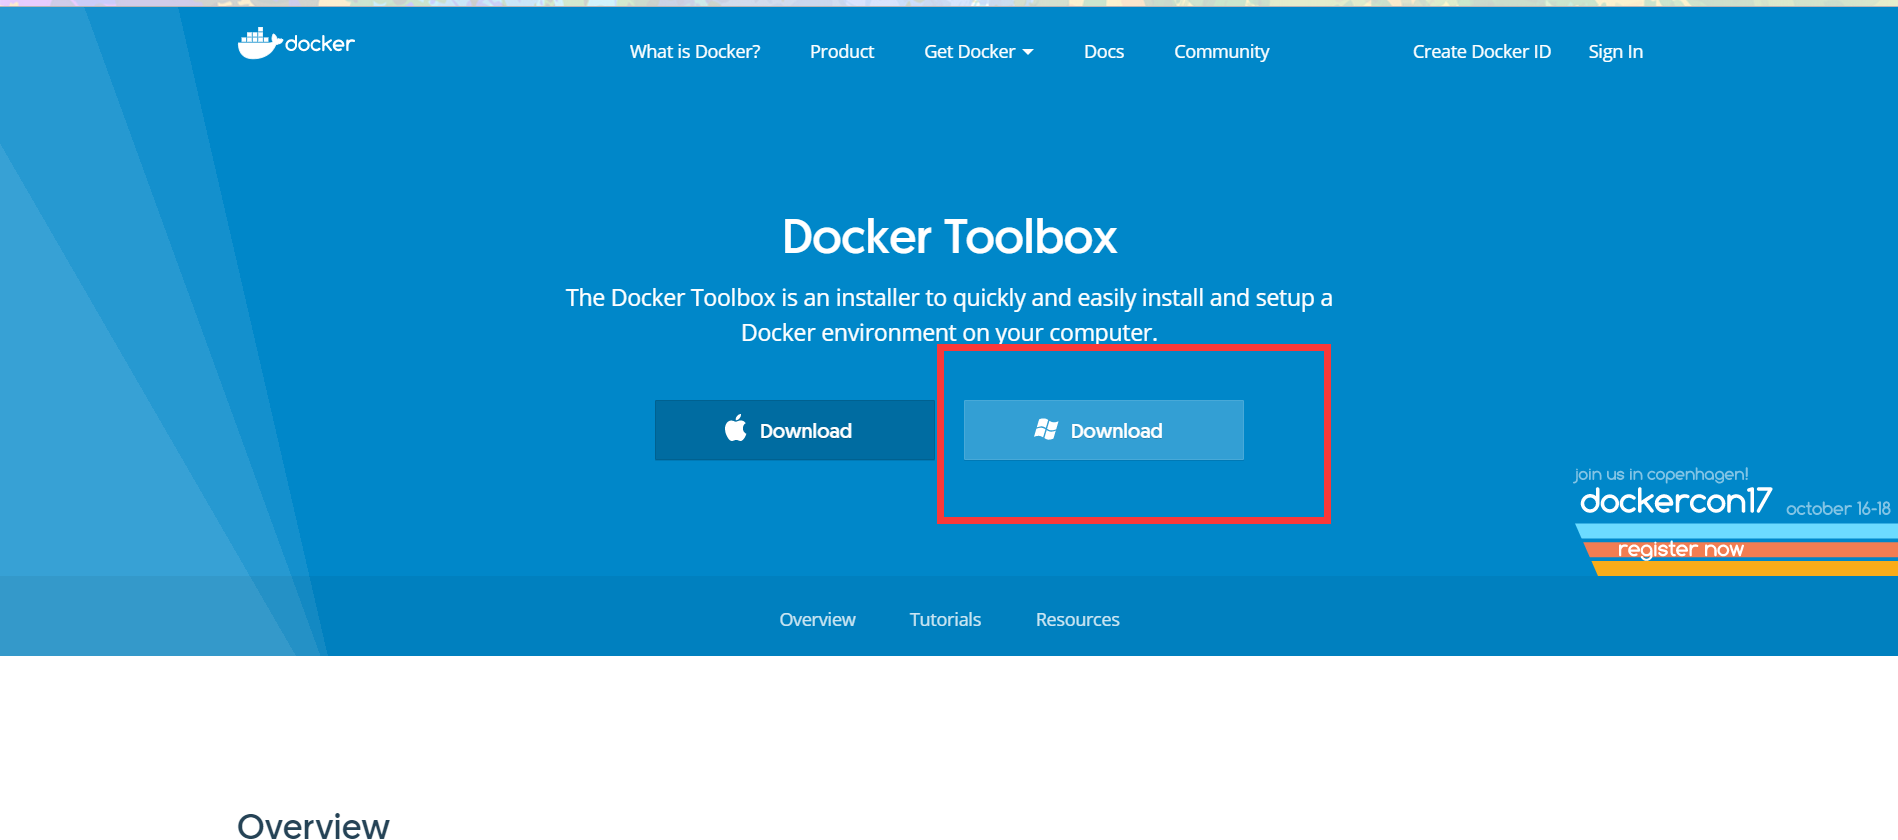 docker
What is Docker?
Product
Get Docker
Docs
Community
Create Docker ID
Sign In
Docker Toolbox
The Docker Toolbox is an installer to quickly and easily install and setup a
Docker environment on your computer.
Download
Download
join us in copenhagen!
dockercon17 october 16-18
register now
Overview
Tutorials
Resources
Overview